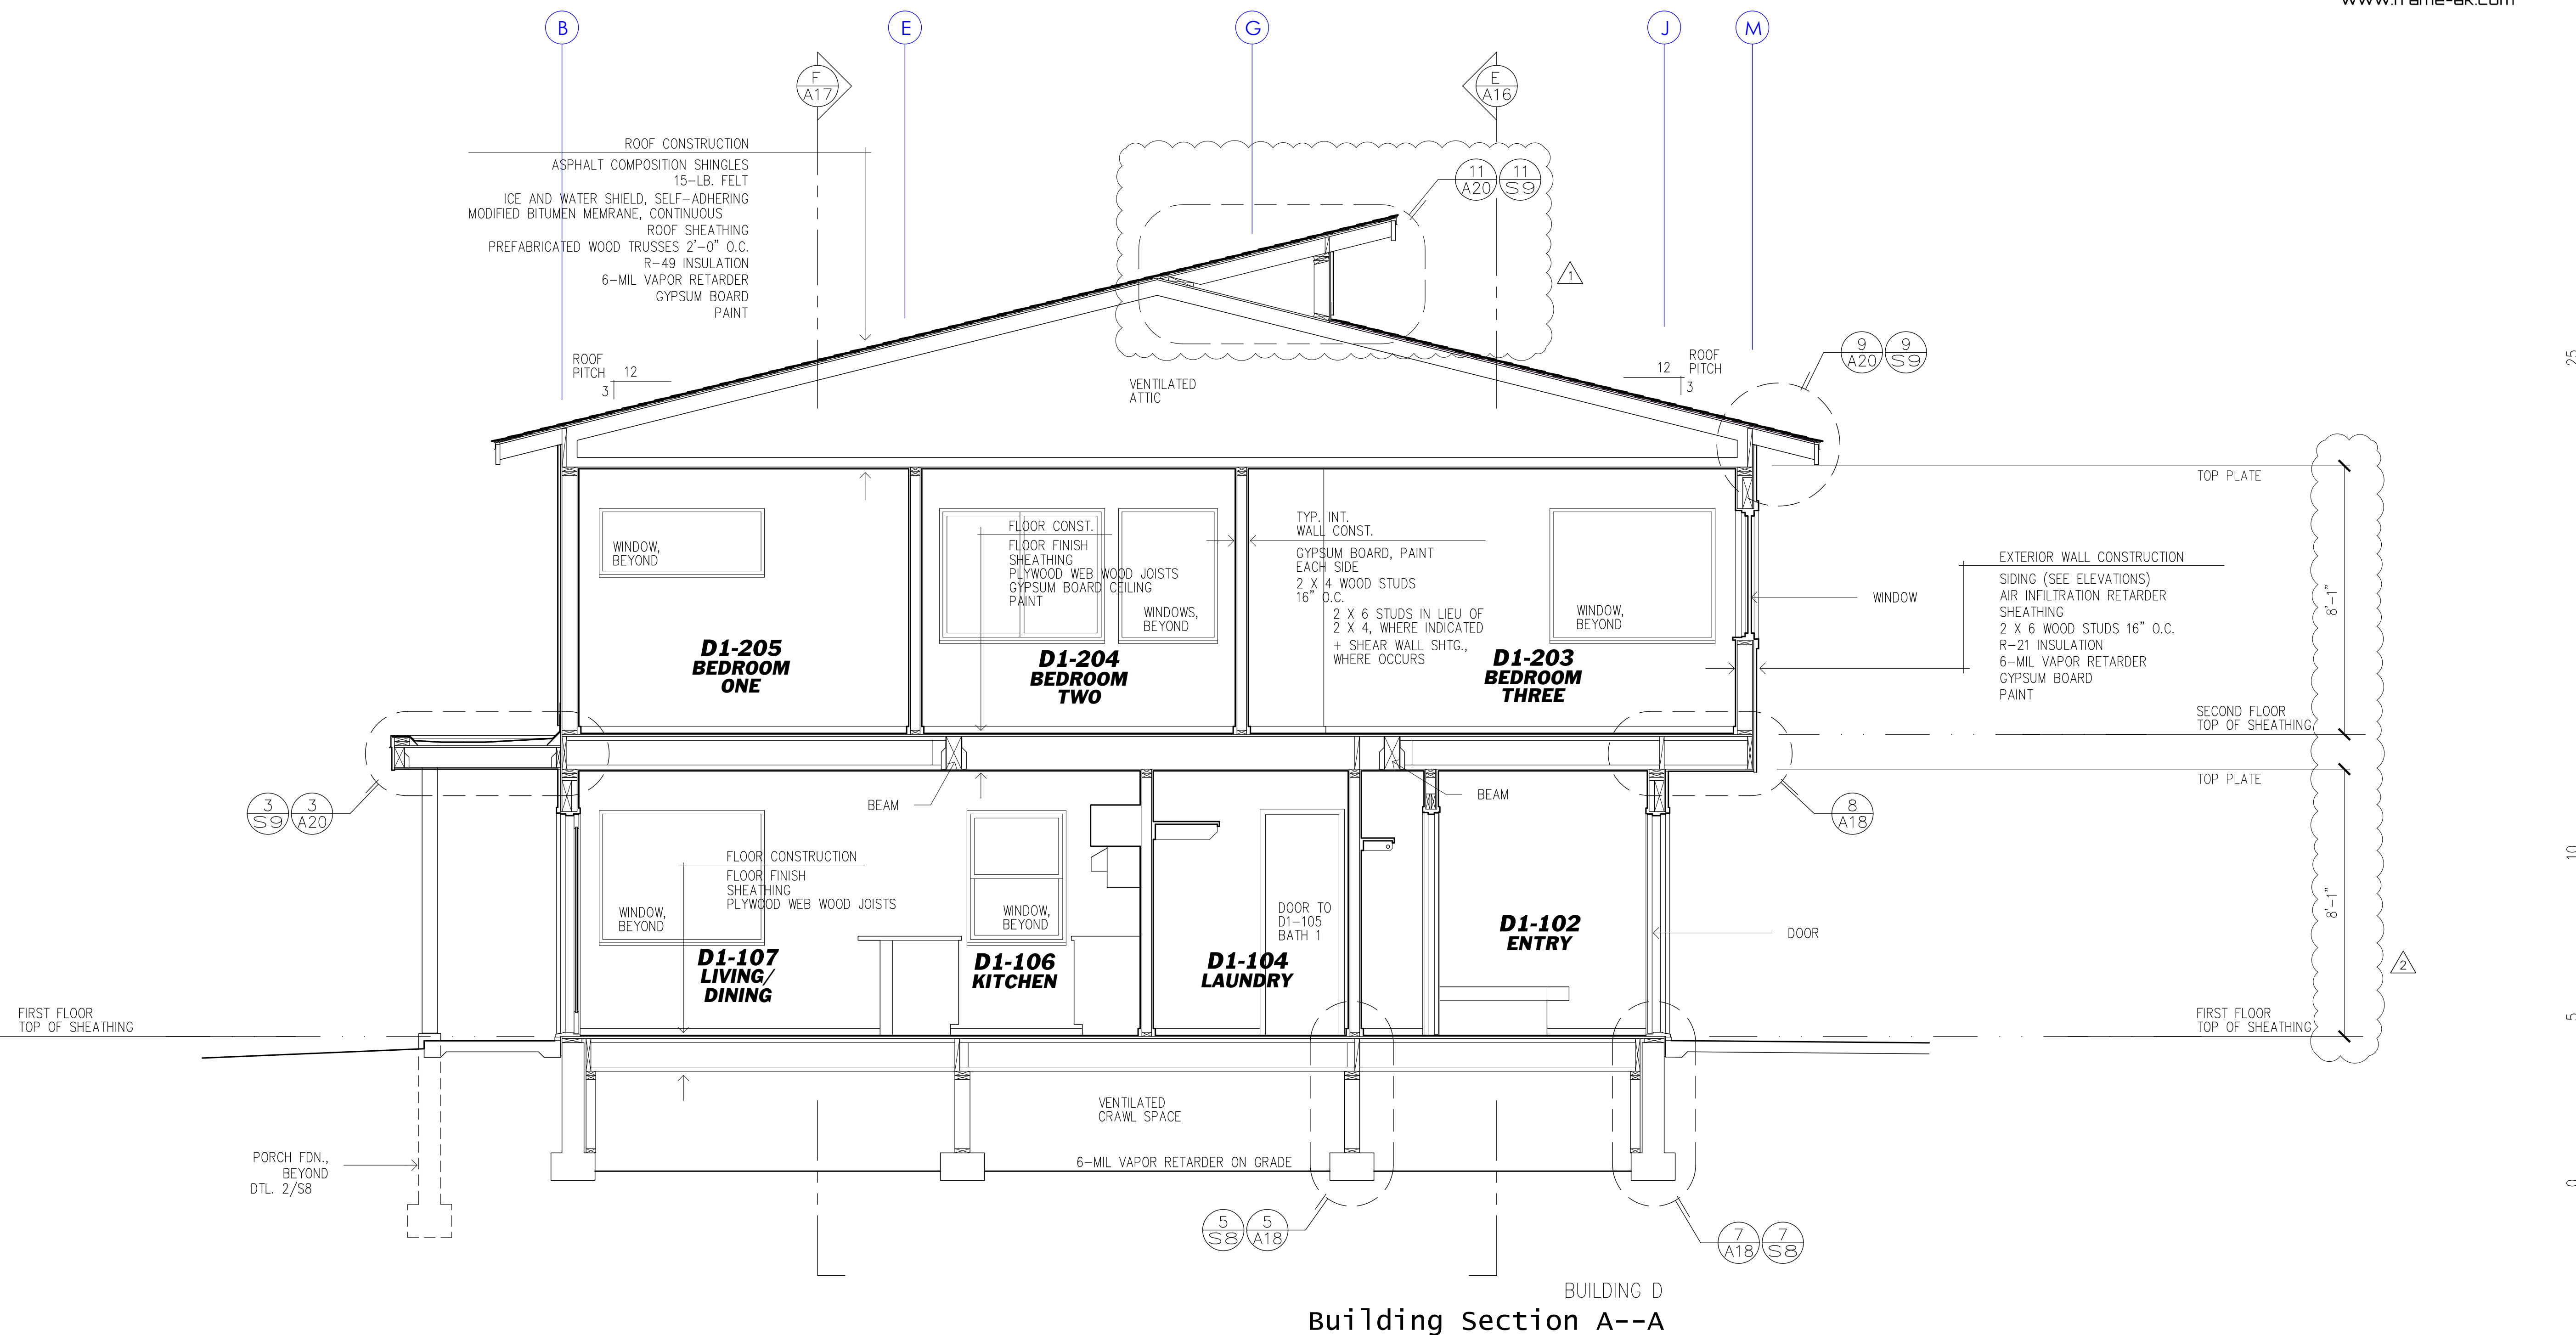 www.frame-ak.com
B
E
G
J
M
F
A17
E
A16
ROOF CONSTRUCTION
ASPHALT COMPOSITION SHINGLES
15-LB. FELT
ICE AND WATER SHIELD, SELF-ADHERING
MODIFIED BITUMEN MEMRANE, CONTINUOUS
ROOF SHEATHING
PREFABRICATED WOOD TRUSSES 2'-0" O.C.
R-49 INSULATION
6-MIL VAPOR RETARDER
GYPSUM BOARD
PAINT
11
A20
11
S9
1
ROOF
PITCH
12
3
VENTILATED
ATTIC
12
3
ROOF
PITCH
9
A20
9
S9
25
TOP PLATE
WINDOW,
BEYOND
FLOOR CONST.
FLOOR FINISH
SHEATHING
PLYWOOD WEB WOOD JOISTS
GYPSUM BOARD CEILING
PAINT
WINDOWS,
BEYOND
TYP. INT.
WALL CONST.
GYPSUM BOARD, PAINT
EACH SIDE
2 X 4 WOOD STUDS
16" O.C.
2 X 6 STUDS IN LIEU OF
2 X 4, WHERE INDICATED
+ SHEAR WALL SHTG.,
WHERE OCCURS
WINDOW,
BEYOND
WINDOW
EXTERIOR WALL CONSTRUCTION
SIDING (SEE ELEVATIONS)
AIR INFILTRATION RETARDER
SHEATHING
2 X 6 WOOD STUDS 16" O.C.
R-21 INSULATION
6-MIL VAPOR RETARDER
GYPSUM BOARD
PAINT
8'-1"
D1-205
BEDROOM
ONE
D1-204
BEDROOM
TWO
D1-203
BEDROOM
THREE
SECOND FLOOR
TOP OF SHEATHING
TOP PLATE
3
S9
3
A20
BEAM
BEAM
8
A18
10
FLOOR CONSTRUCTION
FLOOR FINISH
SHEATHING
PLYWOOD WEB WOOD JOISTS
WINDOW,
BEYOND
WINDOW,
BEYOND
DOOR TO
D1-105
BATH 1
DOOR
8'-1"
D1-107
LIVING/
DINING
D1-106
KITCHEN
D1-104
LAUNDRY
D1-102
ENTRY
2
FIRST FLOOR
TOP OF SHEATHING
FIRST FLOOR
TOP OF SHEATHING
5
VENTILATED
CRAWL SPACE
6-MIL VAPOR RETARDER ON GRADE
PORCH FDN.,
BEYOND
DTL. 2/S8
0
5
S8
5
A18
7
A18
7
S8
BUILDING D
Building Section A--A